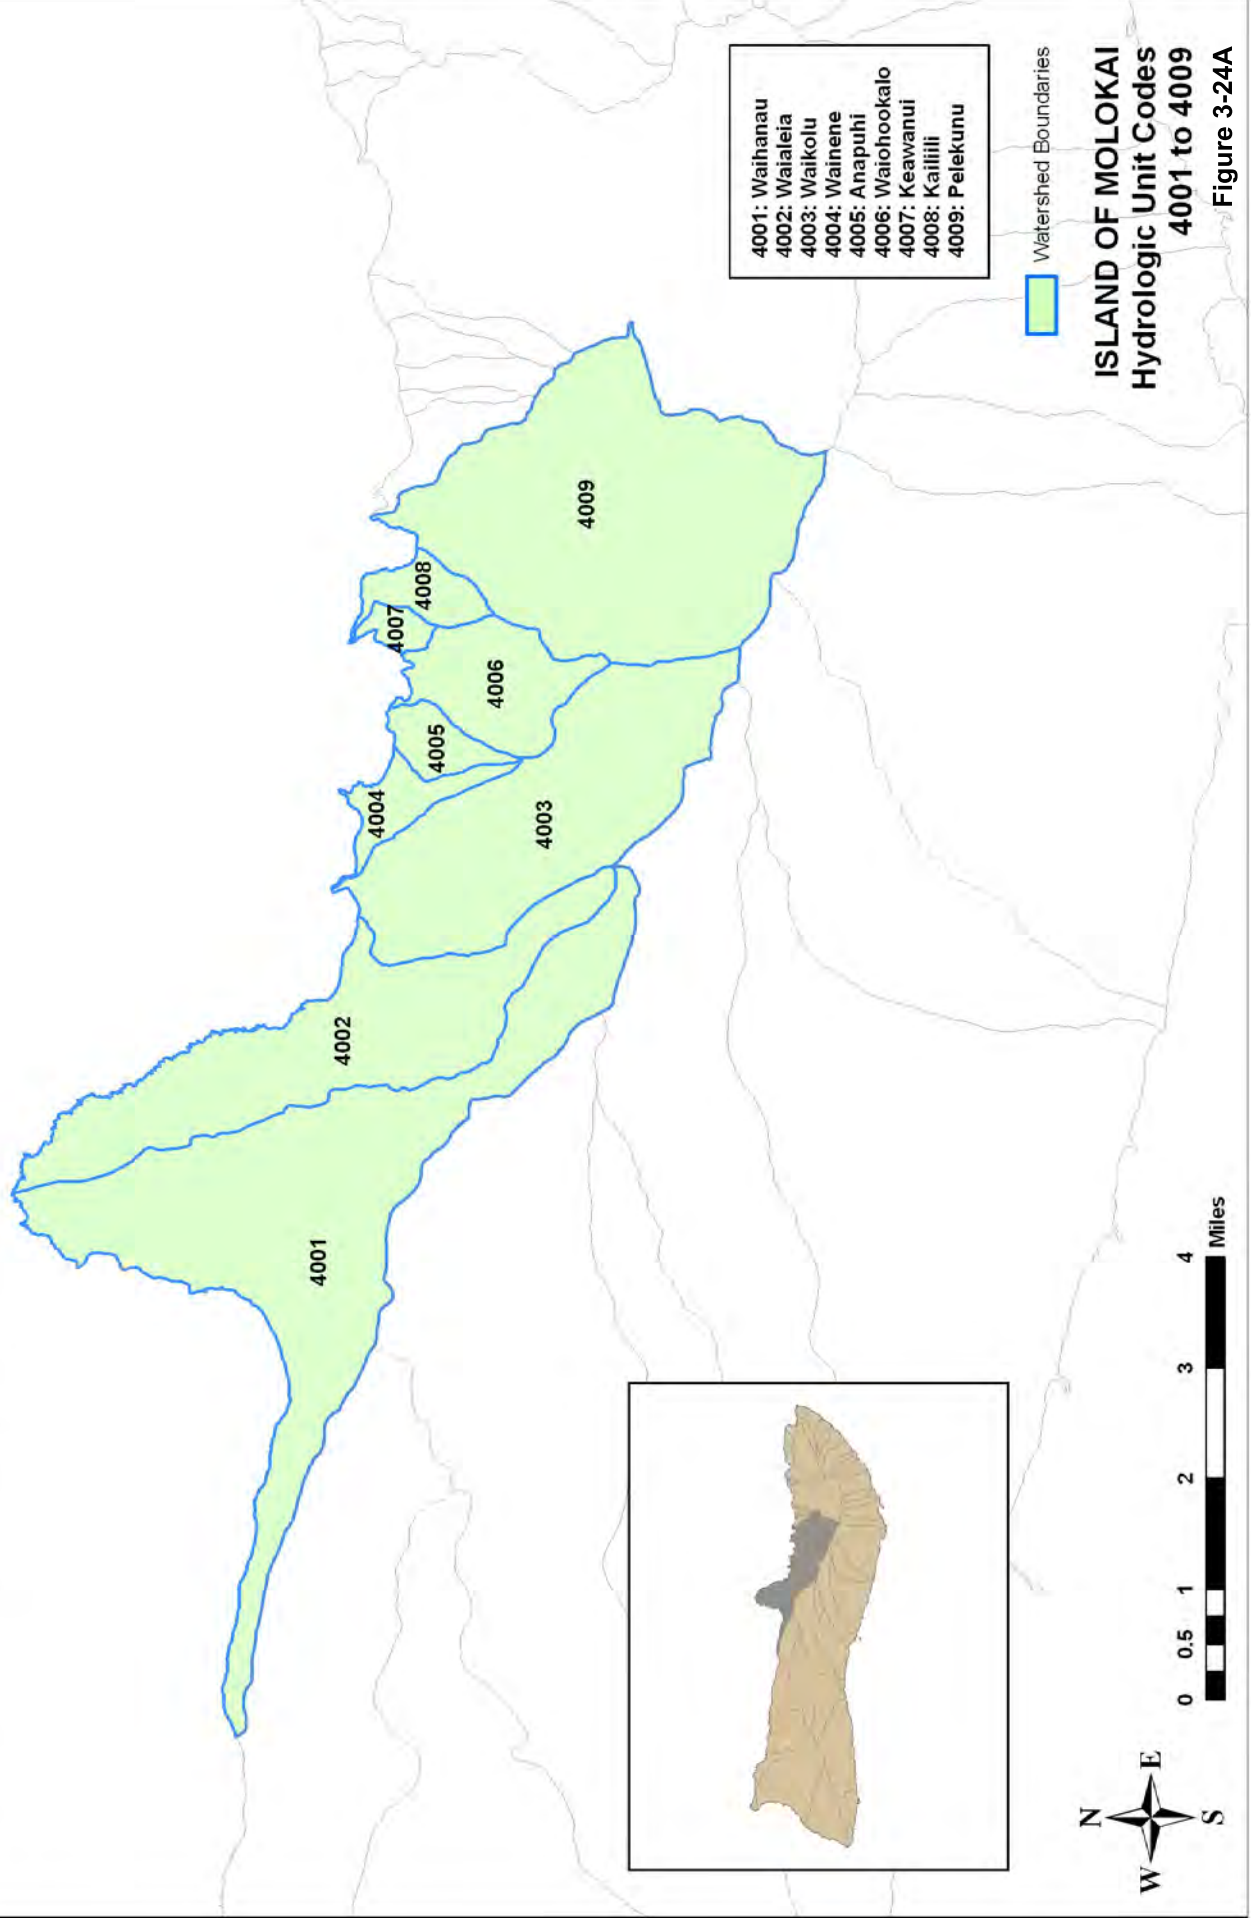 4001
4002
4003
4004
4005
4006
4007
4008
4009
4001: Waihanau
4002: Waialeia
4003: Waikolu
4004: Wainene
4005: Anapuhi
4006: Waiohookalo
4007: Keawanui
4008: Kailiili
4009: Pelekunu
Watershed Boundaries
ISLAND OF MOLOKAI
Hydrologic Unit Codes
4001 to 4009
Figure 3-24A
N
W E
S
0 0.5 1 2 3 4
Miles